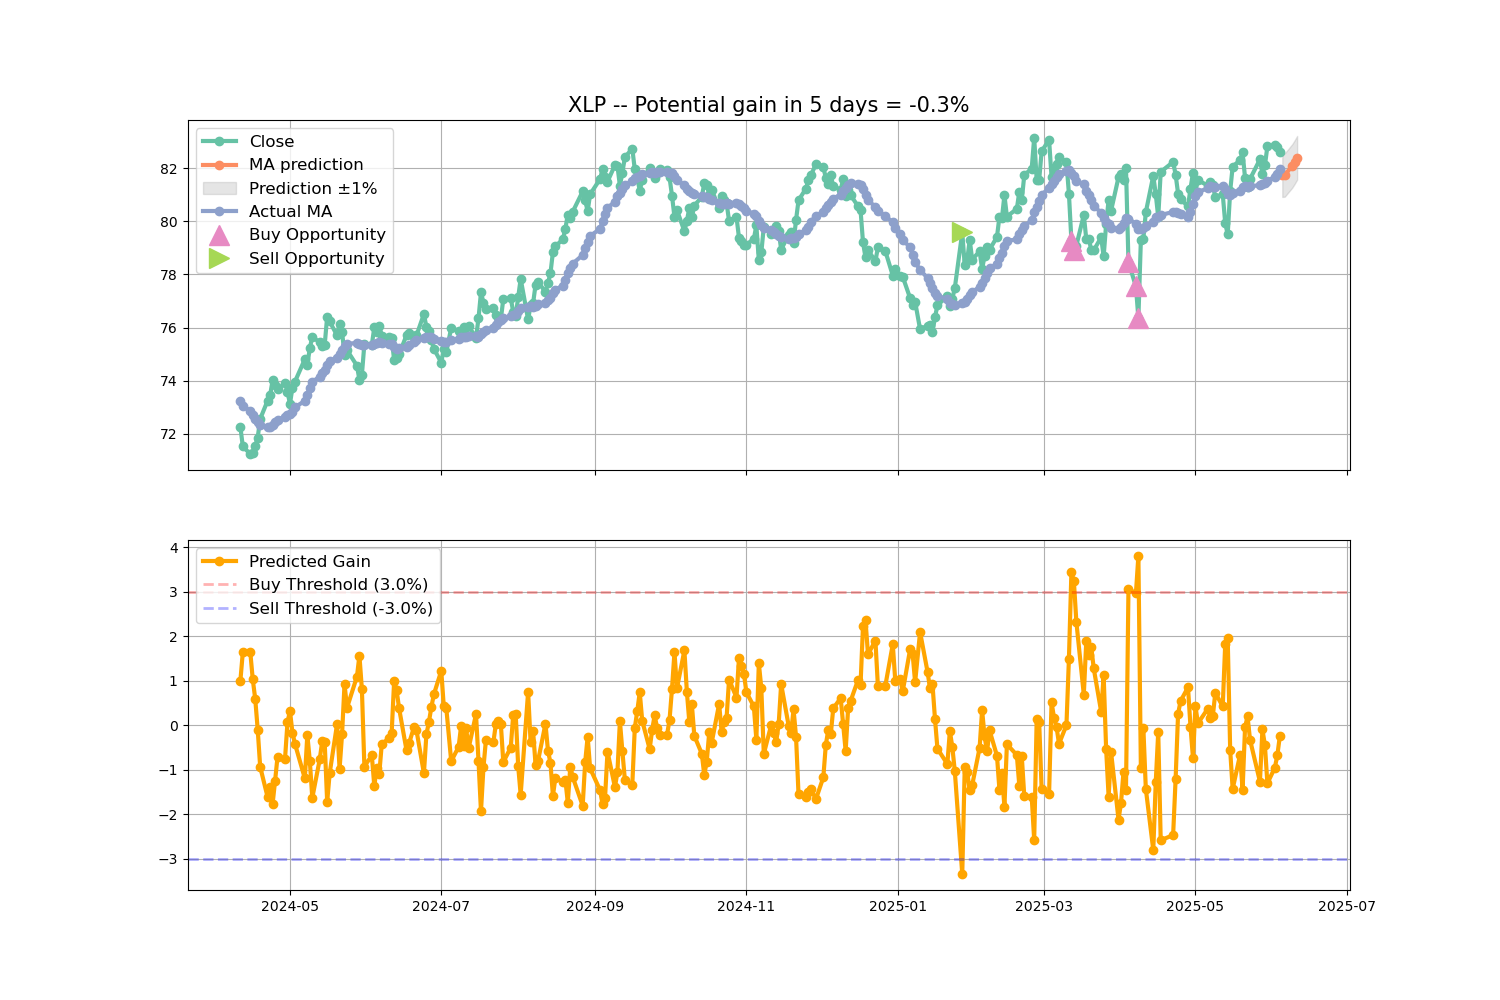 XLP -- Potential gain in 5 days = -0.3%
Close
MA prediction
Prediction ±1%
Actual MA
Buy Opportunity
Sell Opportunity
82
80
78
76
74
72
Predicted Gain
Buy Threshold (3.0%)
Sell Threshold (-3.0%)
4
3
2
1
0
−1
−2
−3
2024-05 2024-07 2024-09 2024-11 2025-01 2025-03 2025-05 2025-07